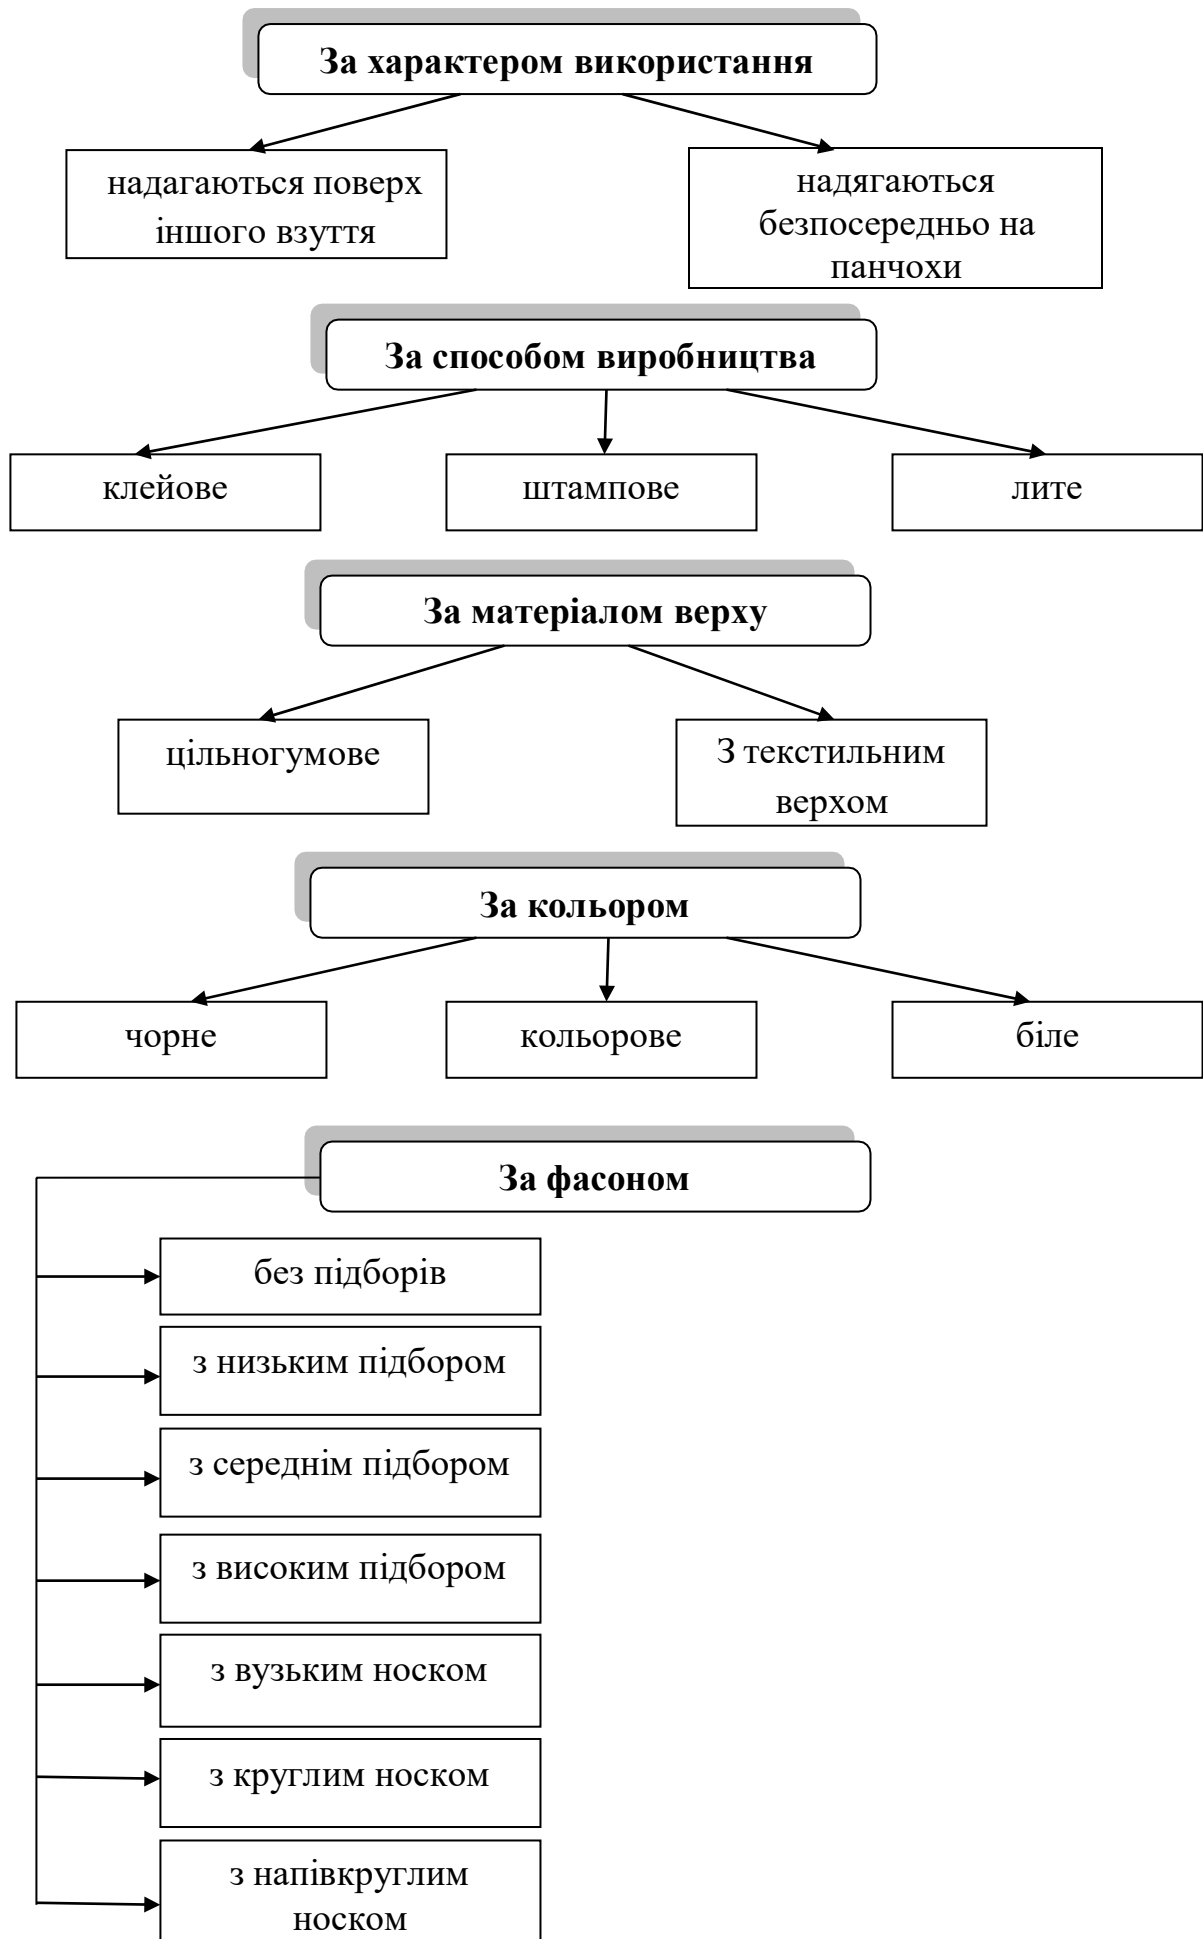 За характером використання
надагаються поверх
іншого взуття
надягаються
безпосередньо на
панчохи
За способом виробництва
клейове
штампове
лите
За матеріалом верху
цільногумове
З текстильним
верхом
За кольором
чорне
кольорове
біле
За фасоном
без підборів
з низьким підбором
з середнім підбором
з високим підбором
з вузьким носком
з круглим носком
з напівкруглим
носком